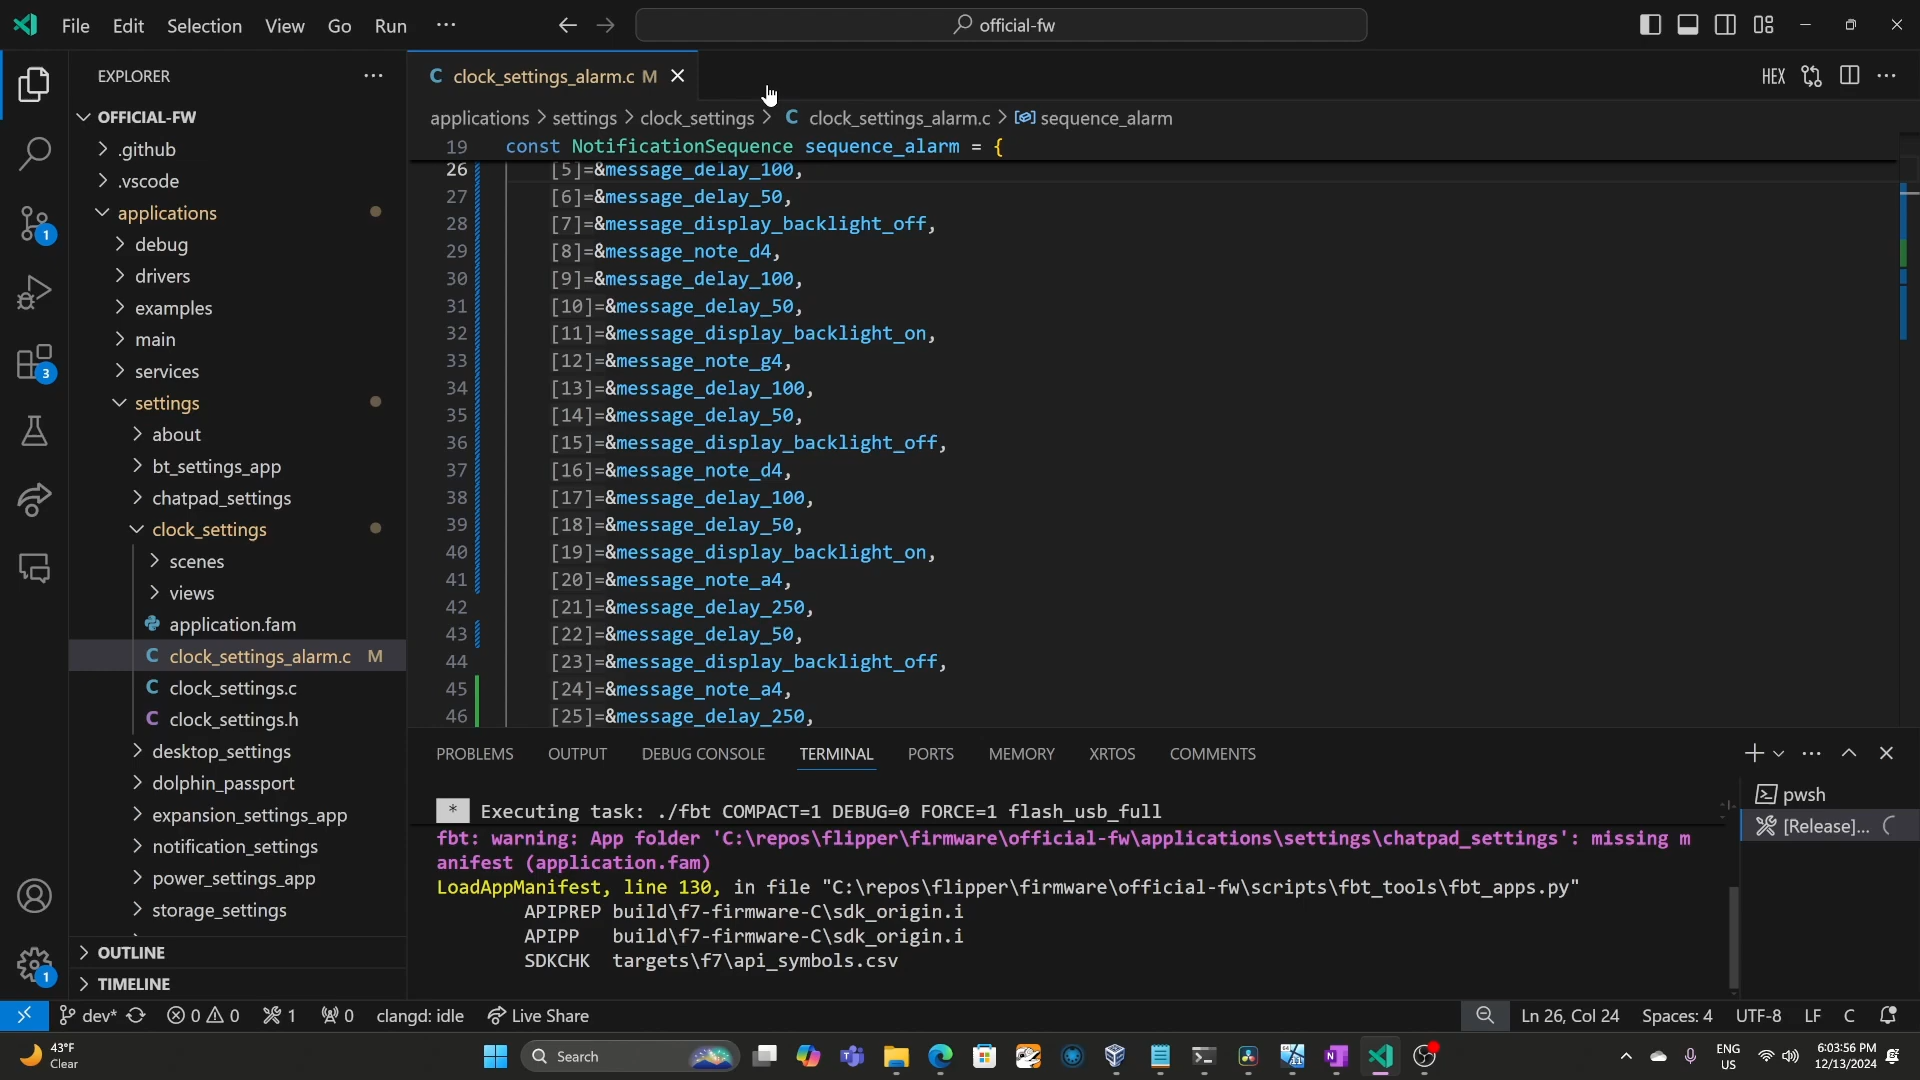 File Edit Selection View Go Run ···
official-fw
EXPLORER ···
OFFICIAL-FW
.github
.vscode
applications
debug
drivers
examples
main
services
settings
about
bt_settings_app
chatpad_settings
clock_settings
scenes
views
application.fam
C clock_settings_alarm.c M
C clock_settings.c
C clock_settings.h
desktop_settings
dolphin_passport
expansion_settings_app
notification_settings
power_settings_app
storage_settings
OUTLINE
TIMELINE
1
3
1
C clock_settings_alarm.c M
HEX
applications > settings > clock_settings > C clock_settings_alarm.c > sequence_alarm
19 const NotificationSequence sequence_alarm = {
26 [5]=&message_delay_100,
27 [6]=&message_delay_50,
28 [7]=&message_display_backlight_off,
29 [8]=&message_note_d4,
30 [9]=&message_delay_100,
31 [10]=&message_delay_50,
32 [11]=&message_display_backlight_on,
33 [12]=&message_note_g4,
34 [13]=&message_delay_100,
35 [14]=&message_delay_50,
36 [15]=&message_display_backlight_off,
37 [16]=&message_note_d4,
38 [17]=&message_delay_100,
39 [18]=&message_delay_50,
40 [19]=&message_display_backlight_on,
41 [20]=&message_note_a4,
42 [21]=&message_delay_250,
43 [22]=&message_delay_50,
44 [23]=&message_display_backlight_off,
45 [24]=&message_note_a4,
46 [25]=&message_delay_250,
PROBLEMS OUTPUT DEBUG CONSOLE TERMINAL PORTS MEMORY XRTOS COMMENTS
* Executing task: ./fbt COMPACT=1 DEBUG=0 FORCE=1 flash_usb_full
fbt: warning: App folder 'C:\repos\flipper\firmware\official-fw\applications\settings\chatpad_settings': missing m
anifest (application.fam)
LoadAppManifest, line 130, in file "C:\repos\flipper\firmware\official-fw\scripts\fbt_tools\fbt_apps.py"
APIPREP build\f7-firmware-C\sdk_origin.i
APIPP build\f7-firmware-C\sdk_origin.i
SDKCHK targets\f7\api_symbols.csv
pwsh
[Release]...
dev* 0 0 1 0 clangd: idle Live Share
Ln 26, Col 24 Spaces: 4 UTF-8 LF C
43°F
Clear
Search
ENG
US
6:03:56 PM
12/13/2024